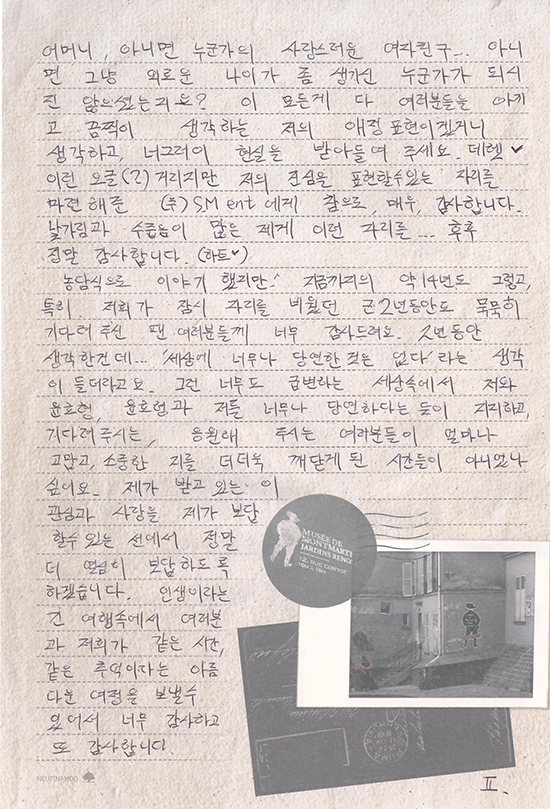 어머니, 아니면 누군가의 사랑스러운 여자친구... 아니
면 그냥 외로운 나이가 좀 생기신 누군가가 되시
진 않으셨는지요? 이 모든게 다 여러분들을 아끼
고 끔찍이 생각하는 저의 애정표현이겠거니
생각하고, 너그러이 현실을 받아들여 주세요. 데헷♥
이런 오글(?)거리지만 저의 진심을 표현할수있는 자리를
마련해준 (주)S.M ent 에게 참으로, 매우, 감사합니다.
낯가림과 수줍음이 많은 제게 이런 자리를... 후후
정말 감사합니다. (하트♥)
농담식으로 이야기 했지만! 지금까지의 약14년도 그렇고,
특히 저희가 잠시 자리를 비웠던 근2년동안도 묵묵히
기다려주신 팬 여러분들께 너무 감사드려요. 2년동안
생각한건데... '세상에 너무나 당연한 것은 없다'라는 생각
이 들더라고요. 그런 너무도 급변하는 세상속에서 저와
윤호형, 윤호형과 저를 너무나 당연하다는 듯이 지지하고,
기다려주시는, 응원해 주시는 여러분들이 얼마나
고맙고, 소중한 지를 더더욱 깨닫게 된 시간들이 아니었나
싶어요. 제가 받고 있는 이
관심과 사랑을 제가 보답
할수 있는 선에서 정말
더 열심히 보답하도록
하겠습니다. 인생이라는
긴 여행속에서 여러분
과 저희가 같은 시간,
같은 추억이라는 아름
다운 여정을 보낼수
있어서 너무 감사하고
또 감사합니다.
MUSÉE DE
MONTMARTRE
JARDINS RENOIR
12, RUE CORTOT
10H À 18H
NEUTINAMOO
II.